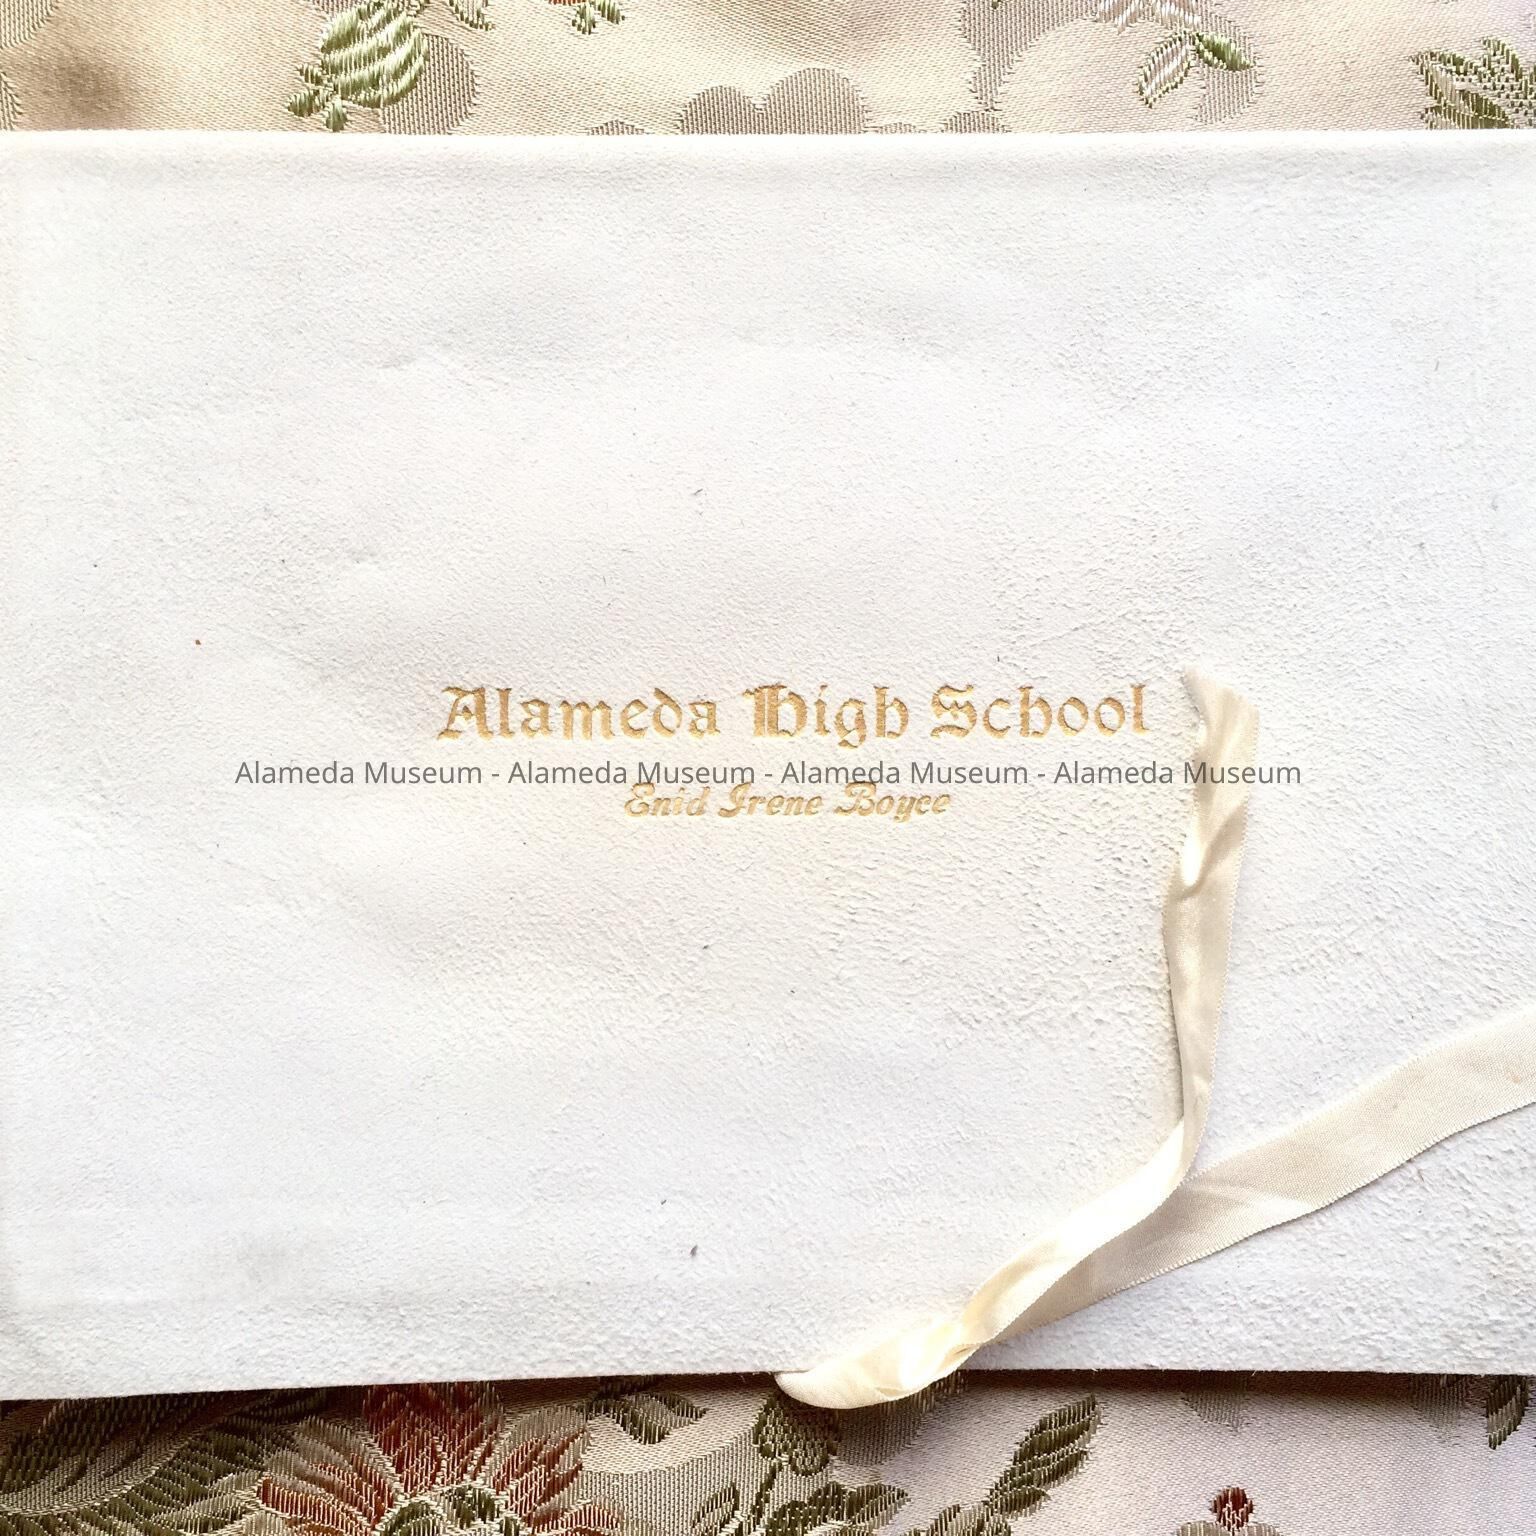 Alameda High School
Alameda Museum - Alameda Museum - Alameda Museum - Alameda Museum
Enid Irene Boyce